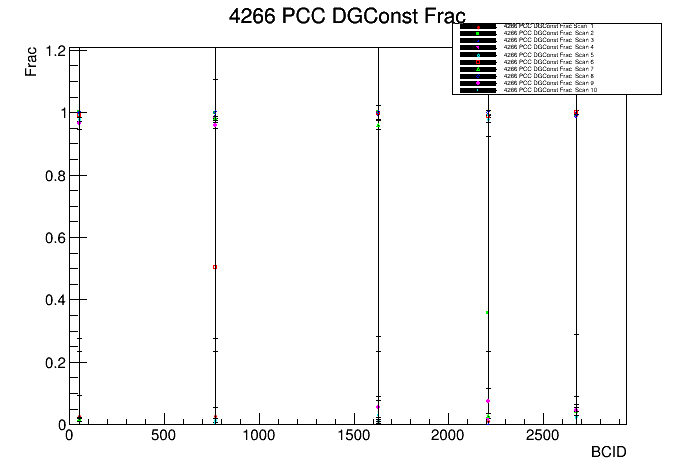 4266 PCC DGConst Frac
4266 PCC DGConst Frac Scan 1
4266 PCC DGConst Frac Scan 2
4266 PCC DGConst Frac Scan 3
4266 PCC DGConst Frac Scan 4
4266 PCC DGConst Frac Scan 5
4266 PCC DGConst Frac Scan 6
4266 PCC DGConst Frac Scan 7
4266 PCC DGConst Frac Scan 8
4266 PCC DGConst Frac Scan 9
4266 PCC DGConst Frac Scan 10
Frac
1.2
1
0.8
0.6
0.4
0.2
0
0 500 1000 1500 2000 2500
BCID